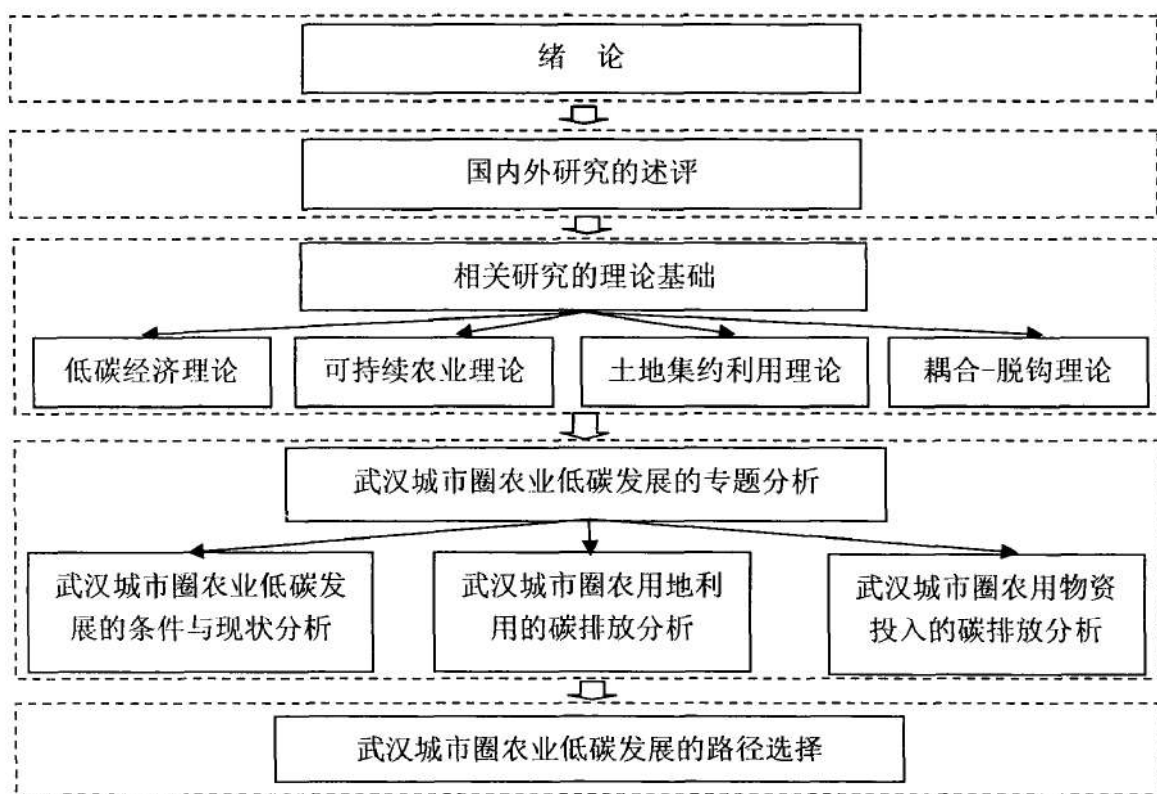 绪 论
国内外研究的述评
相关研究的理论基础
低碳经济理论
可持续农业理论
土地集约利用理论
耦合-脱钩理论
武汉城市圈农业低碳发展的专题分析
武汉城市圈农业低碳发
展的条件与现状分析
武汉城市圈农用地利
用的碳排放分析
武汉城市圈农用物资
投入的碳排放分析
武汉城市圈农业低碳发展的路径选择